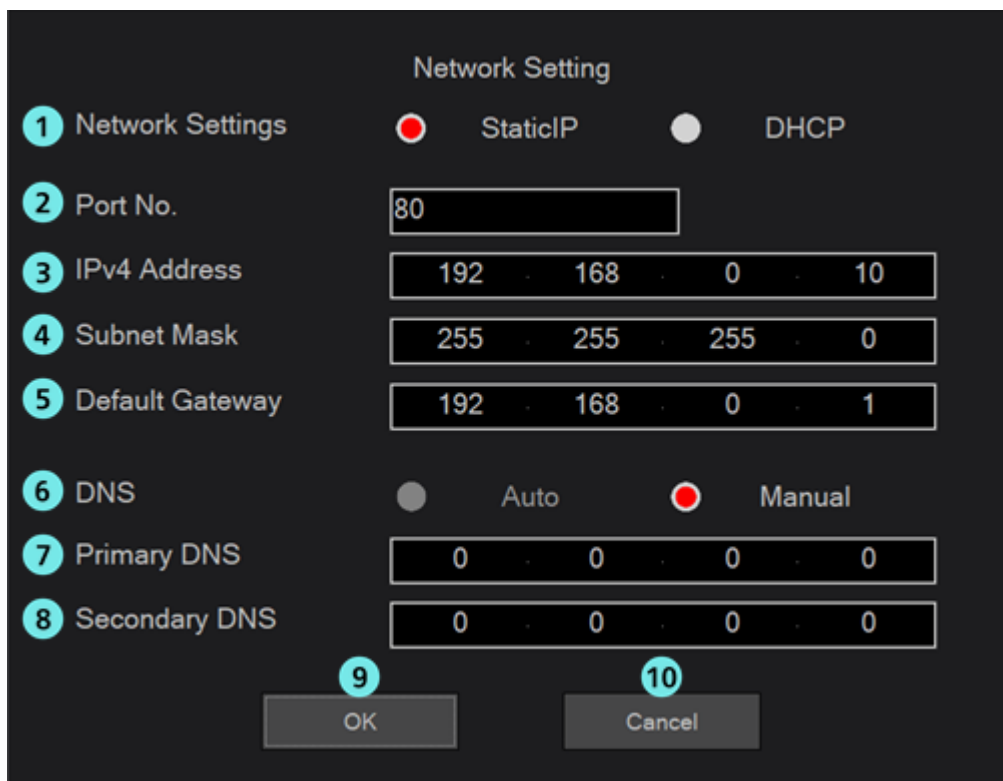 Network Setting
1 Network Settings StaticIP DHCP
2 Port No. 80
3 IPv4 Address 192 . 168 . 0 . 10
4 Subnet Mask 255 . 255 . 255 . 0
5 Default Gateway 192 . 168 . 0 . 1
6 DNS Auto Manual
7 Primary DNS 0 . 0 . 0 . 0
8 Secondary DNS 0 . 0 . 0 . 0
9 10
OK Cancel